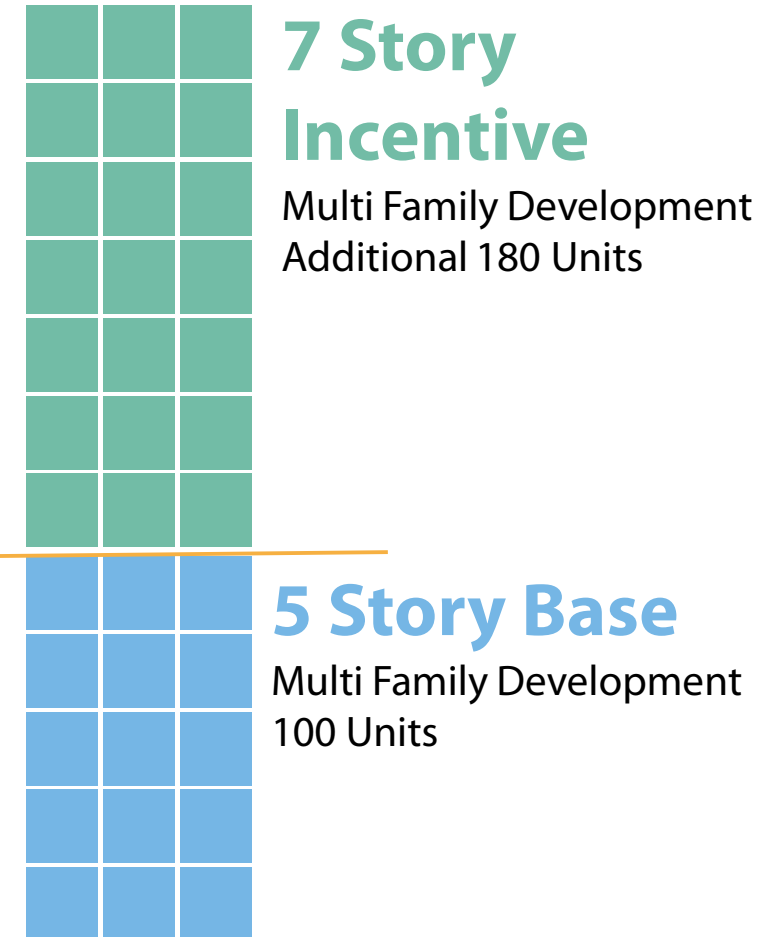 7 Story
Incentive
Multi Family Development
Additional 180 Units
5 Story Base
Multi Family Development
100 Units